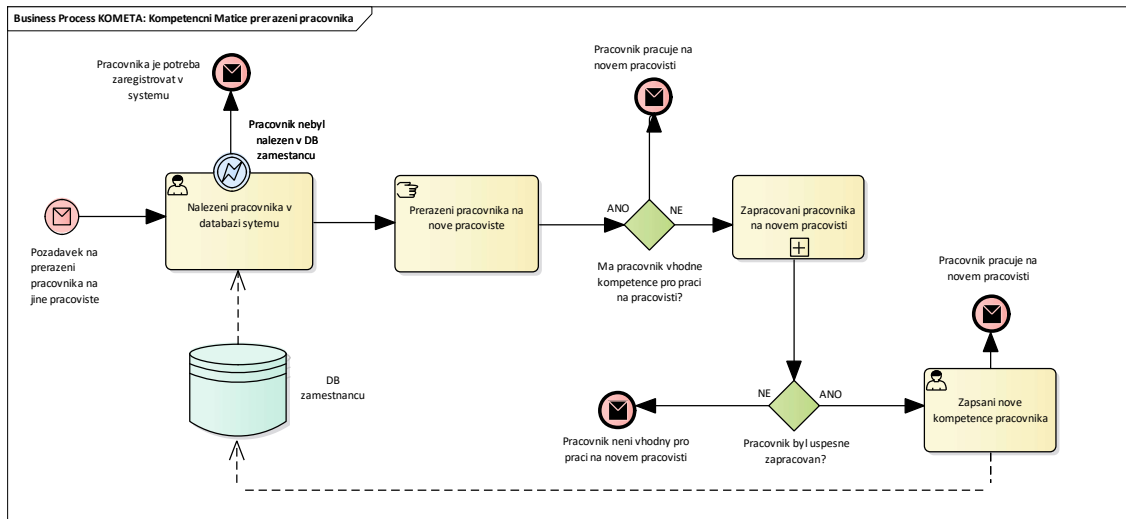 Business Process KOMETA: Kompetencni Matice prerazeni pracovnika
Pracovnika je potreba
zaregistrovat v
systemu
Pracovnik nebyl
nalezen v DB
zamestancu
Pracovnik pracuje na
novem pracovisti
Nalezeni pracovnika v
databazi sytemu
Prerazeni pracovnika na
nove pracoviste
ANO
NE
Zapracovani pracovnika
na novem pracovisti
Pozadavek na
prerazeni
pracovnika na
jine pracoviste
Ma pracovnik vhodne
kompetence pro praci
na pracovisti?
Pracovnik pracuje na
novem pracovisti
DB
zamestnancu
NE
ANO
Zapsani nove
kompetence pracovnika
Pracovnik neni vhodny pro
praci na novem pracovisti
Pracovnik byl uspesne
zapracovan?